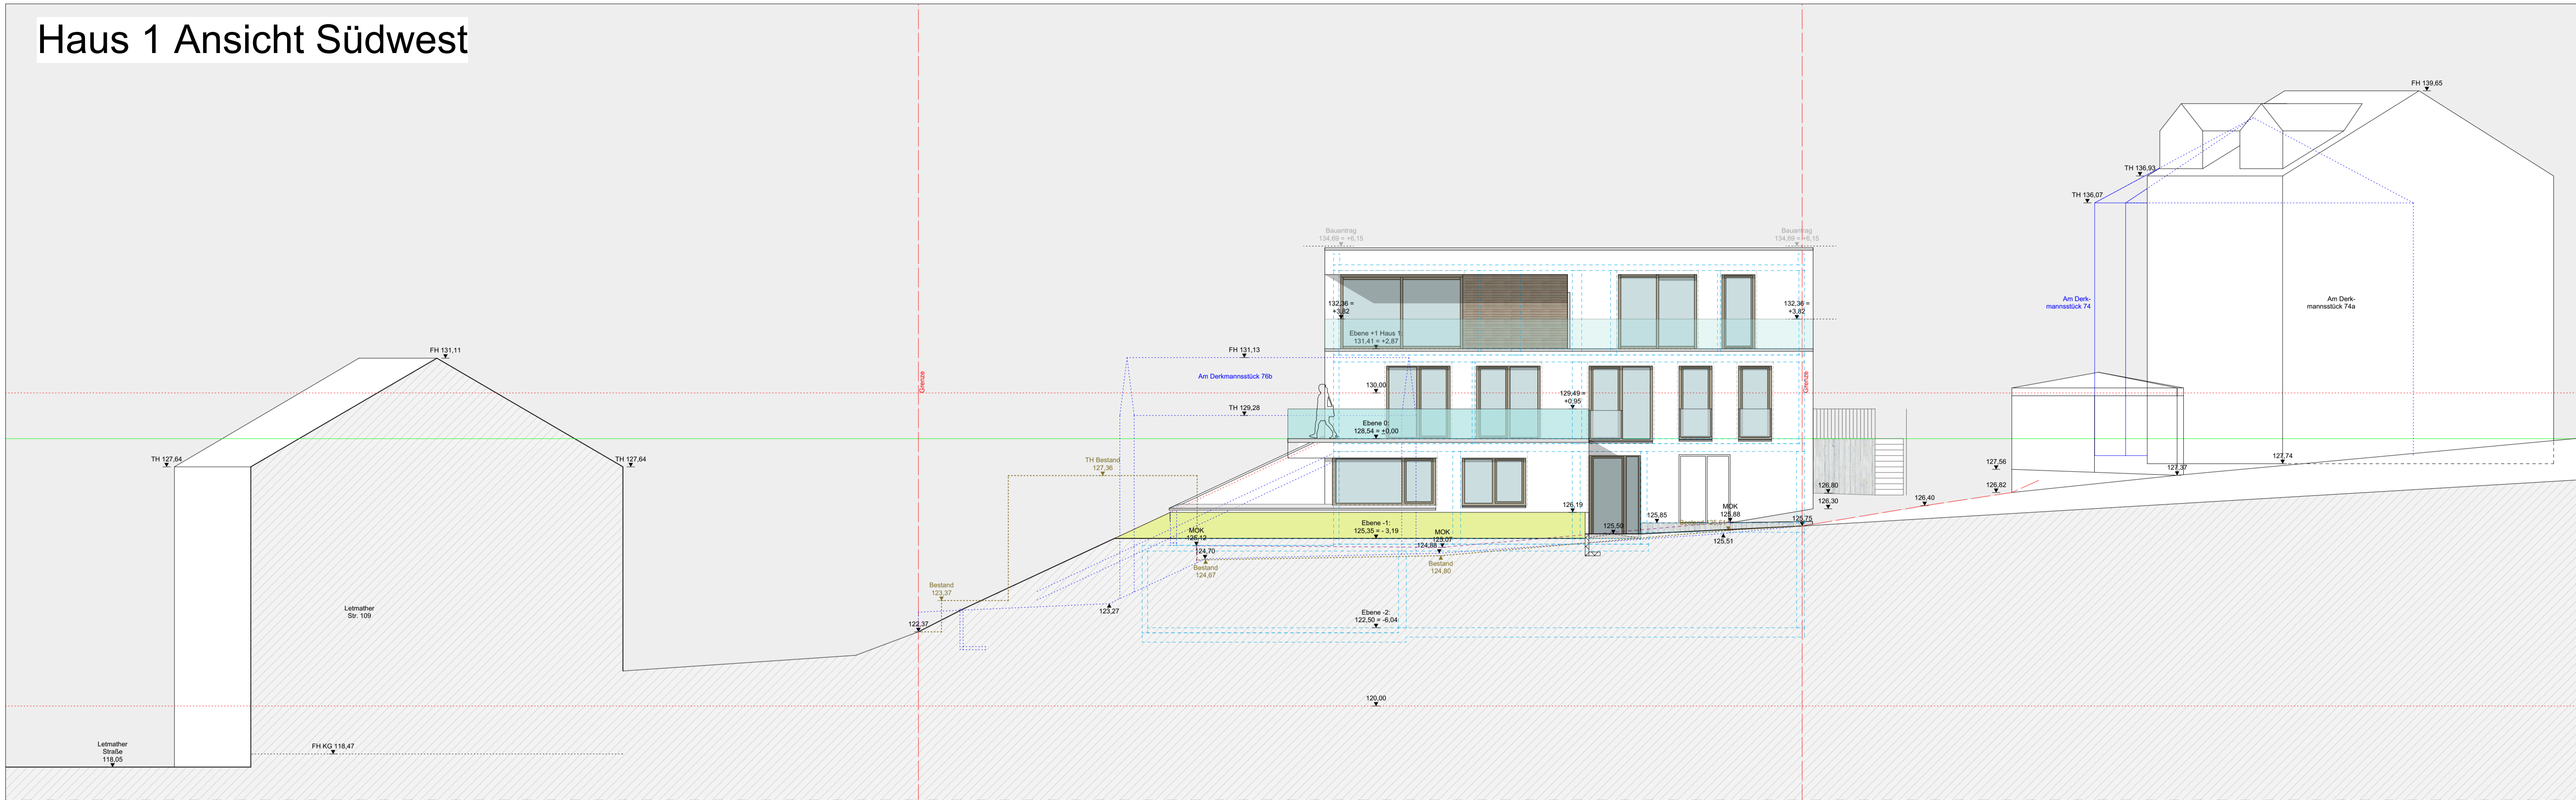 Haus 1 Ansicht Südwest
FH 139,65
TH 136,93
TH 136,07
Bauantrag
134,69 = +6,15
Bauantrag
134,69 = +6,15
132,36 =
+3,82
132,36 =
+3,82
Am Derk-
mannsstück 74
Am Derk-
mannsstück 74a
Ebene +1 Haus 1:
131,41 = +2,87
FH 131,11
FH 131,13
Am Derkmannsstück 76b
Grenze
Grenze
130,00
129,49 =
+0,95
TH 129,28
Ebene 0:
128,54 = ±0,00
TH 127,64
TH 127,64
TH Bestand
127,36
127,56
127,74
127,37
126,82
126,80
126,30
126,40
126,19
MOK
125,88
125,85
125,75
125,50
125,51
Ebene -1:
125,35 = - 3,19
MOK
125,12
MOK
125,07
124,88
124,70
Bestand
124,67
Bestand
124,80
Bestand
123,37
123,27
122,37
Letmather
Str. 109
Ebene -2:
122,50 = -6,04
120,00
FH KG 118,47
Letmather
Straße
118,05